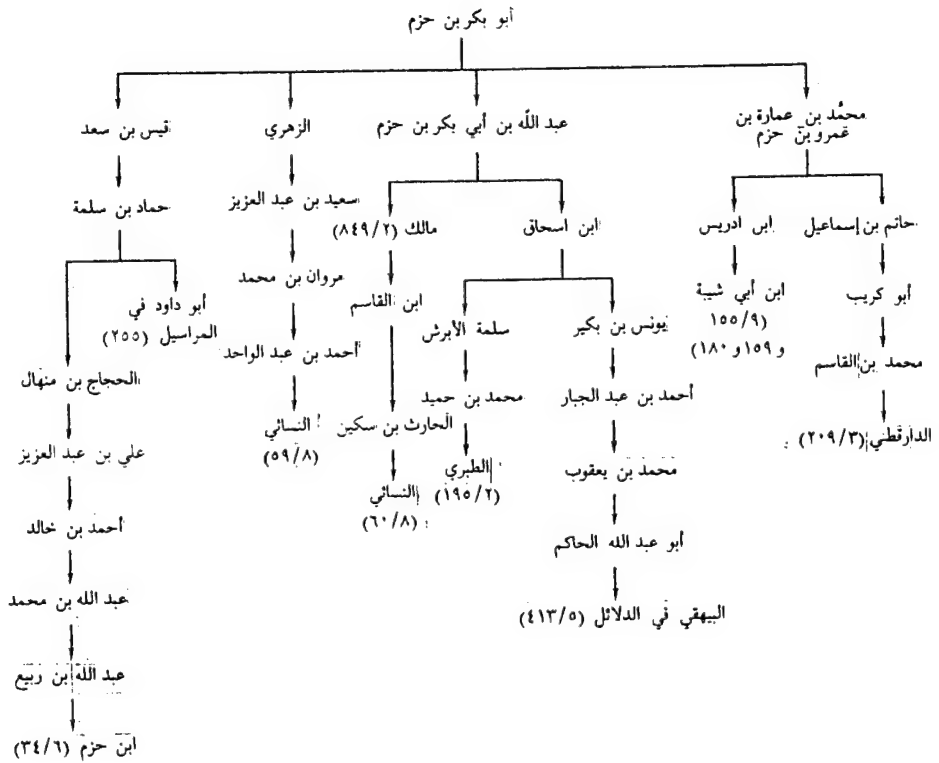 أبو بكر بن حزم
محمَّد بن عمارة بن
عمرو بن حزم
عبد اللّه بن أبي بكر بن حزم
الزهري
قيس بن سعد
حاتم بن إسماعيل
ابن ادريس
ابن اسحاق
مالك (٨٤٩/٢)
سعيد بن عبد العزيز
حماد بن سلمة
أبو كريب
ابن أبي شيبة
(١٥٥/٩
و ١٥٩ و ١٨٠)
يونس بن بكير
سلمة الأبرش
ابن القاسم
مروان بن محمد
أبو داود في
المراسيل (٢٥٥)
محمد بن القاسم
أحمد بن عبد الجبار
محمد بن حميد
الحارث بن سكين
أحمد بن عبد الواحد
الحجاج بن منهال
الدارقطني (٢٠٩/٣)
محمد بن يعقوب
الطبري
(١٩٥/٢)
النسائي
(٦٠/٨)
النسائي
(٥٩/٨)
علي بن عبد العزيز
أبو عبد الله الحاكم
أحمد بن خالد
البيهقي في الدلائل (٤١٣/٥)
عبد الله بن محمد
عبد الله بن ربيع
ابن حزم (٣٤/٦)